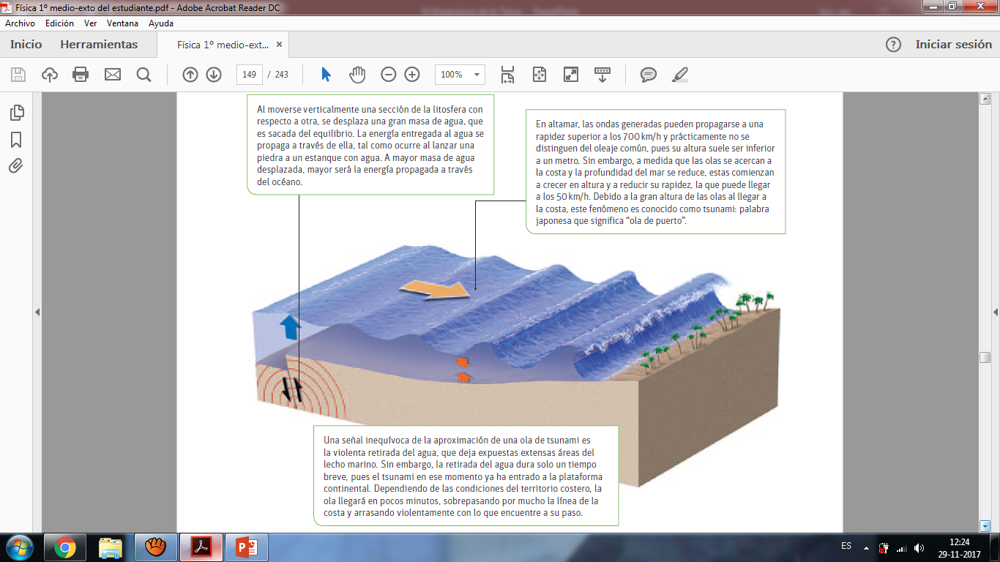 Física 1º medio-exto del estudiante.pdf - Adobe Acrobat Reader DC
Archivo Edición Ver Ventana Ayuda
Inicio Herramientas Física 1º medio-ext... × ? Iniciar sesión
149 / 243 100%
Al moverse verticalmente una sección de la litosfera con
respecto a otra, se desplaza una gran masa de agua, que
es sacada del equilibrio. La energía entregada al agua se
propaga a través de ella, tal como ocurre al lanzar una
piedra a un estanque con agua. A mayor masa de agua
desplazada, mayor será la energía propagada a través
del océano.
En altamar, las ondas generadas pueden propagarse a una
rapidez superior a los 700 km/h y prácticamente no se
distinguen del oleaje común, pues su altura suele ser inferior
a un metro. Sin embargo, a medida que las olas se acercan a
la costa y la profundidad del mar se reduce, estas comienzan
a crecer en altura y a reducir su rapidez, la que puede llegar
a los 50 km/h. Debido a la gran altura de las olas al llegar a
la costa, este fenómeno es conocido como tsunami: palabra
japonesa que significa “ola de puerto”.
Una señal inequívoca de la aproximación de una ola de tsunami es
la violenta retirada del agua, que deja expuestas extensas áreas del
lecho marino. Sin embargo, la retirada del agua dura solo un tiempo
breve, pues el tsunami en ese momento ya ha entrado a la plataforma
continental. Dependiendo de las condiciones del territorio costero, la
ola llegará en pocos minutos, sobrepasando por mucho la línea de la
costa y arrasando violentamente con lo que encuentre a su paso.
ES
12:24
29-11-2017